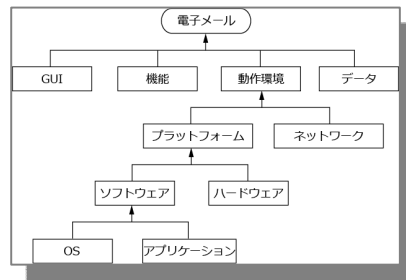 電子メール
GUI
機能
動作環境
データ
プラットフォーム
ネットワーク
ソフトウェア
ハードウェア
OS
アプリケーション